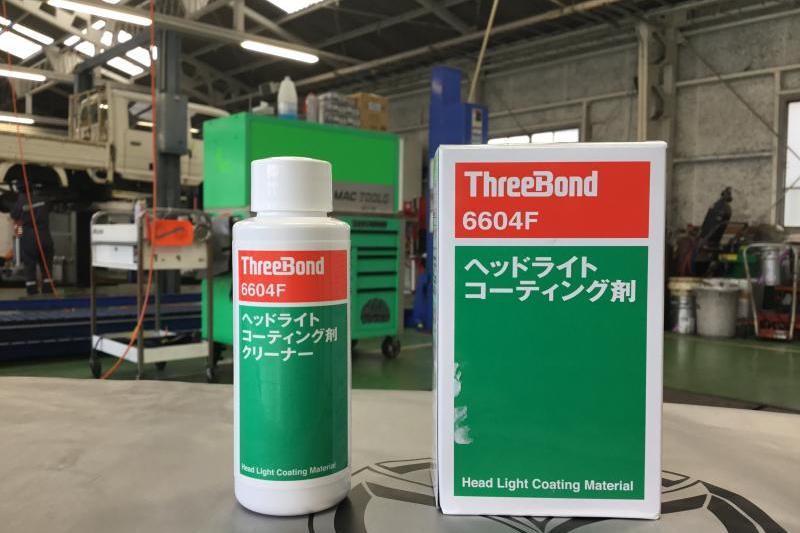 ThreeBond
6604F
ヘッドライト
コーティング剤
クリーナー
Head Light Coating Material
ThreeBond
6604F
ヘッドライト
コーティング剤
Head Light Coating Material
MAC TOOLS